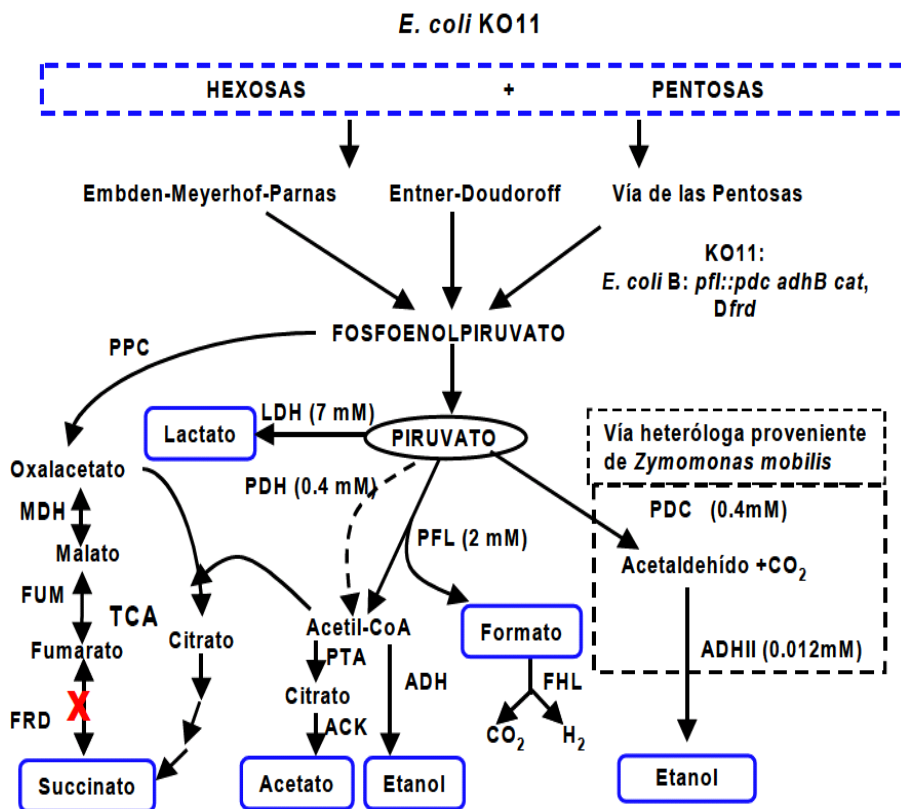 E. coli KO11
HEXOSAS + PENTOSAS
Embden-Meyerhof-Parnas
Entner-Doudoroff
Vía de las Pentosas
KO11:
E. coli B: pfl::pdc adhB cat,
Dfrd
FOSFOENOLPIRUVATO
PPC
LDH (7 mM)
Lactato
PIRUVATO
Vía heteróloga proveniente
de Zymomonas mobilis
Oxalacetato
PDH (0.4 mM)
PDC (0.4mM)
MDH
PFL (2 mM)
Malato
Acetaldehído +CO2
FUM
TCA
Citrato
Acetil-CoA
Formato
Fumarato
PTA
ADHII (0.012mM)
X
Citrato
ADH
FHL
FRD
ACK
CO2
H2
Succinato
Acetato
Etanol
Etanol